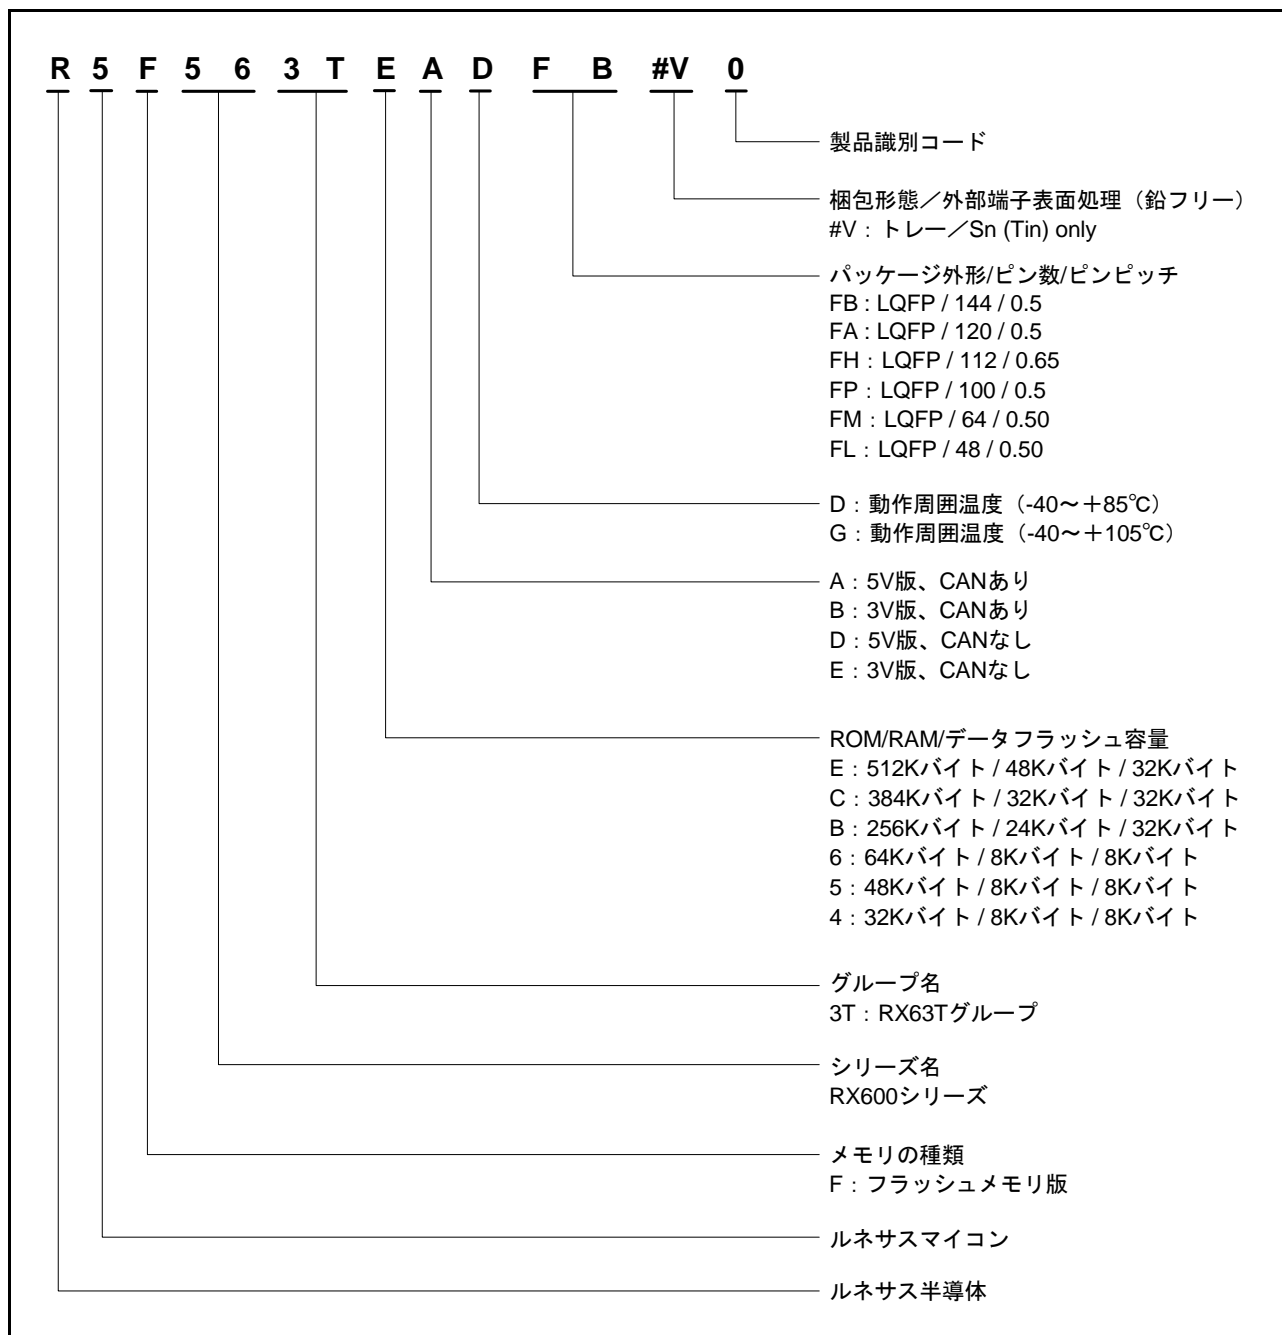 R 5 F 5 6 3 T E A D F B #V 0
製品識別コード
梱包形態／外部端子表面処理（鉛フリー）
#V：トレー／Sn (Tin) only
パッケージ外形/ピン数/ピンピッチ
FB : LQFP / 144 / 0.5
FA : LQFP / 120 / 0.5
FH：LQFP / 112 / 0.65
FP：LQFP / 100 / 0.5
FM：LQFP / 64 / 0.50
FL：LQFP / 48 / 0.50
D：動作周囲温度（-40～＋85℃）
G：動作周囲温度（-40～＋105℃）
A：5V版、CANあり
B：3V版、CANあり
D：5V版、CANなし
E：3V版、CANなし
ROM/RAM/データフラッシュ容量
E：512Kバイト / 48Kバイト / 32Kバイト
C：384Kバイト / 32Kバイト / 32Kバイト
B：256Kバイト / 24Kバイト / 32Kバイト
6：64Kバイト / 8Kバイト / 8Kバイト
5：48Kバイト / 8Kバイト / 8Kバイト
4：32Kバイト / 8Kバイト / 8Kバイト
グループ名
3T：RX63Tグループ
シリーズ名
RX600シリーズ
メモリの種類
F：フラッシュメモリ版
ルネサスマイコン
ルネサス半導体